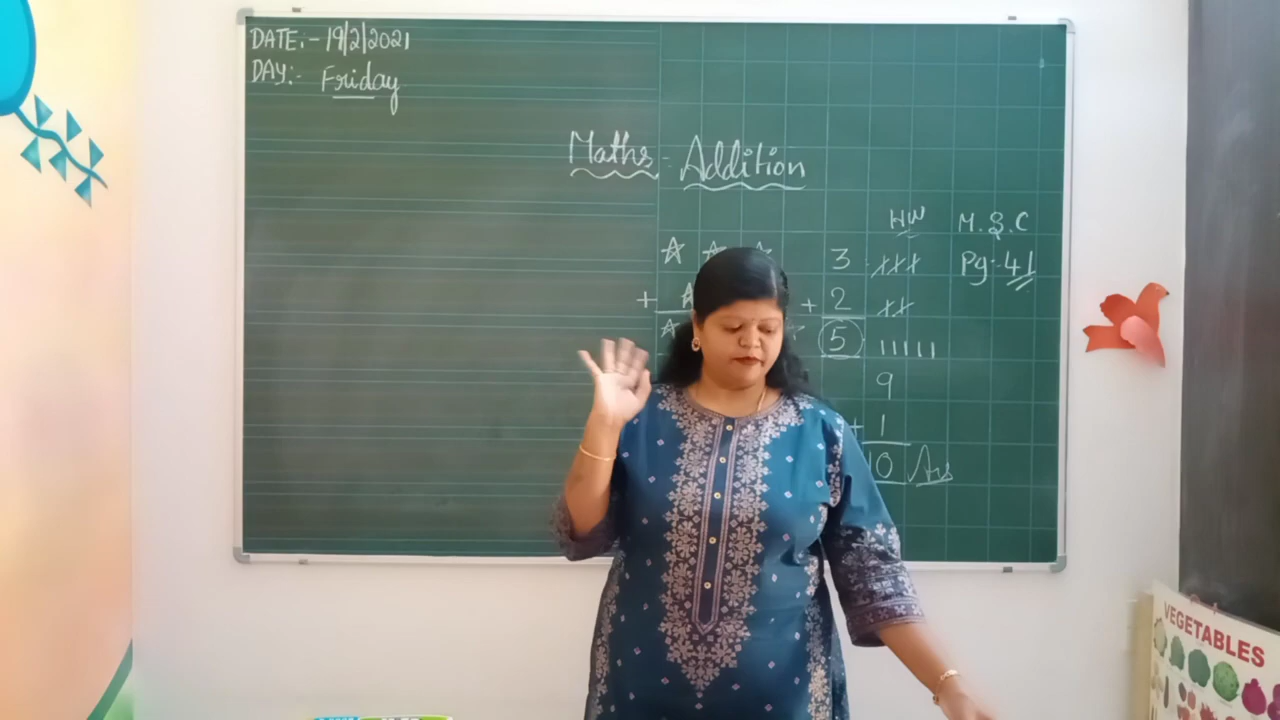 DATE:- 19/2/2021
DAY:- Friday
Maths - Addition
HW
M.S.C
3
Pg:-41
+
+ 2
5
9
+ 1
10 Ans
VEGETABLES